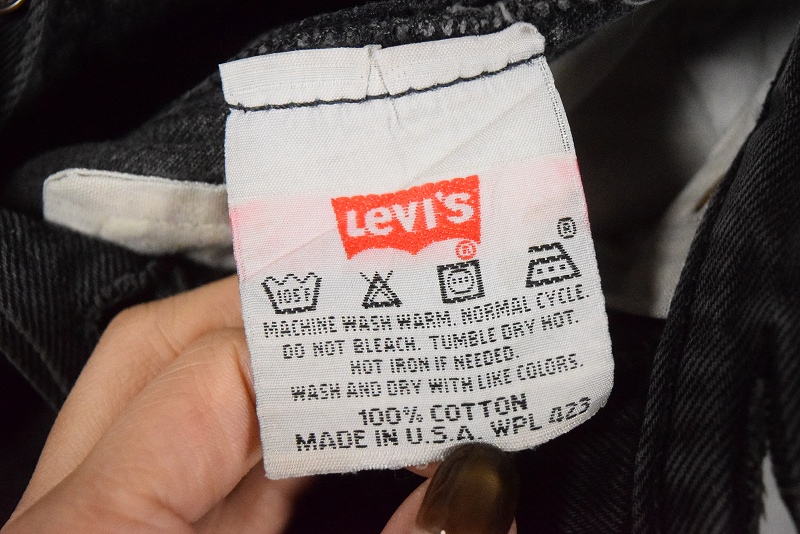 LEVI'S
®
®
105F
MACHINE WASH WARM. NORMAL CYCLE.
DO NOT BLEACH. TUMBLE DRY HOT.
HOT IRON IF NEEDED.
WASH AND DRY WITH LIKE COLORS.
100% COTTON
MADE IN U.S.A. WPL 423